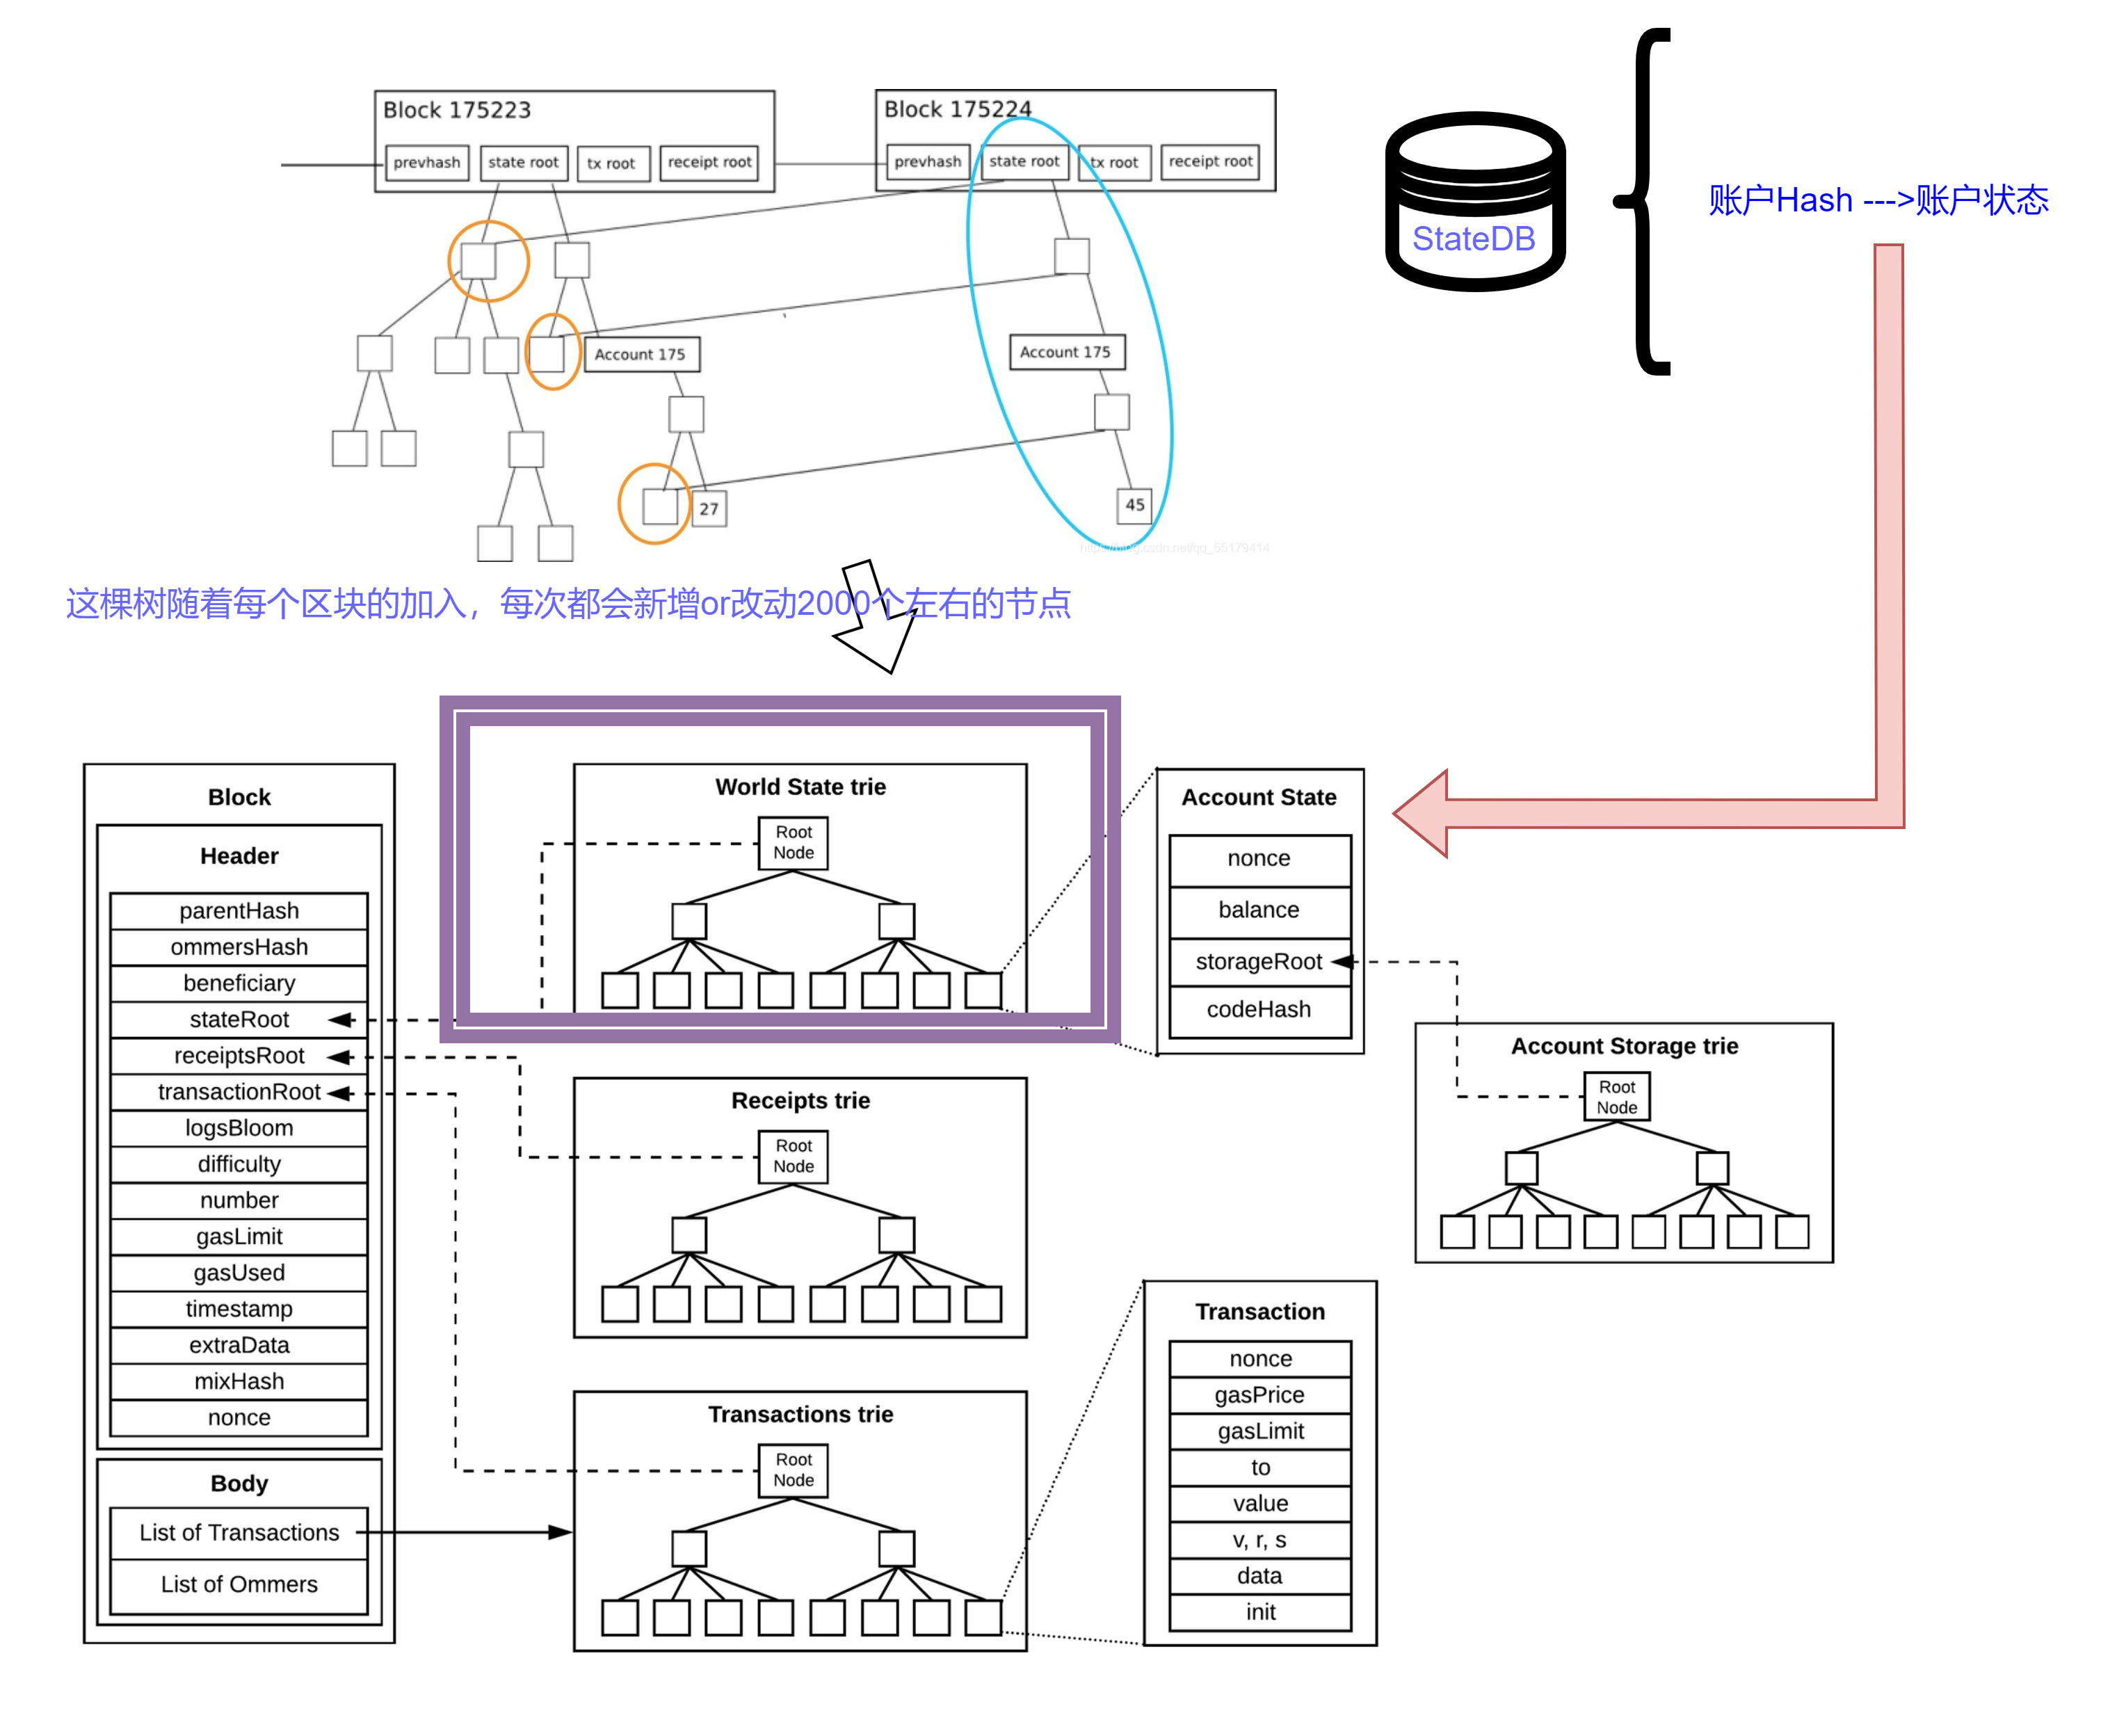 Block 175223
prevhash
state root
tx root
receipt root
Block 175224
prevhash
state root
tx root
receipt root
Account 175
27
Account 175
45
https://blog.csdn.net/qq_55179414
StateDB
账户Hash --->账户状态
这棵树随着每个区块的加入，每次都会新增or改动2000个左右的节点
Block
Header
parentHash
ommersHash
beneficiary
stateRoot
receiptsRoot
transactionRoot
logsBloom
difficulty
number
gasLimit
gasUsed
timestamp
extraData
mixHash
nonce
Body
List of Transactions
List of Ommers
World State trie
Root
Node
Account State
nonce
balance
storageRoot
codeHash
Account Storage trie
Root
Node
Receipts trie
Root
Node
Transactions trie
Root
Node
Transaction
nonce
gasPrice
gasLimit
to
value
v, r, s
data
init